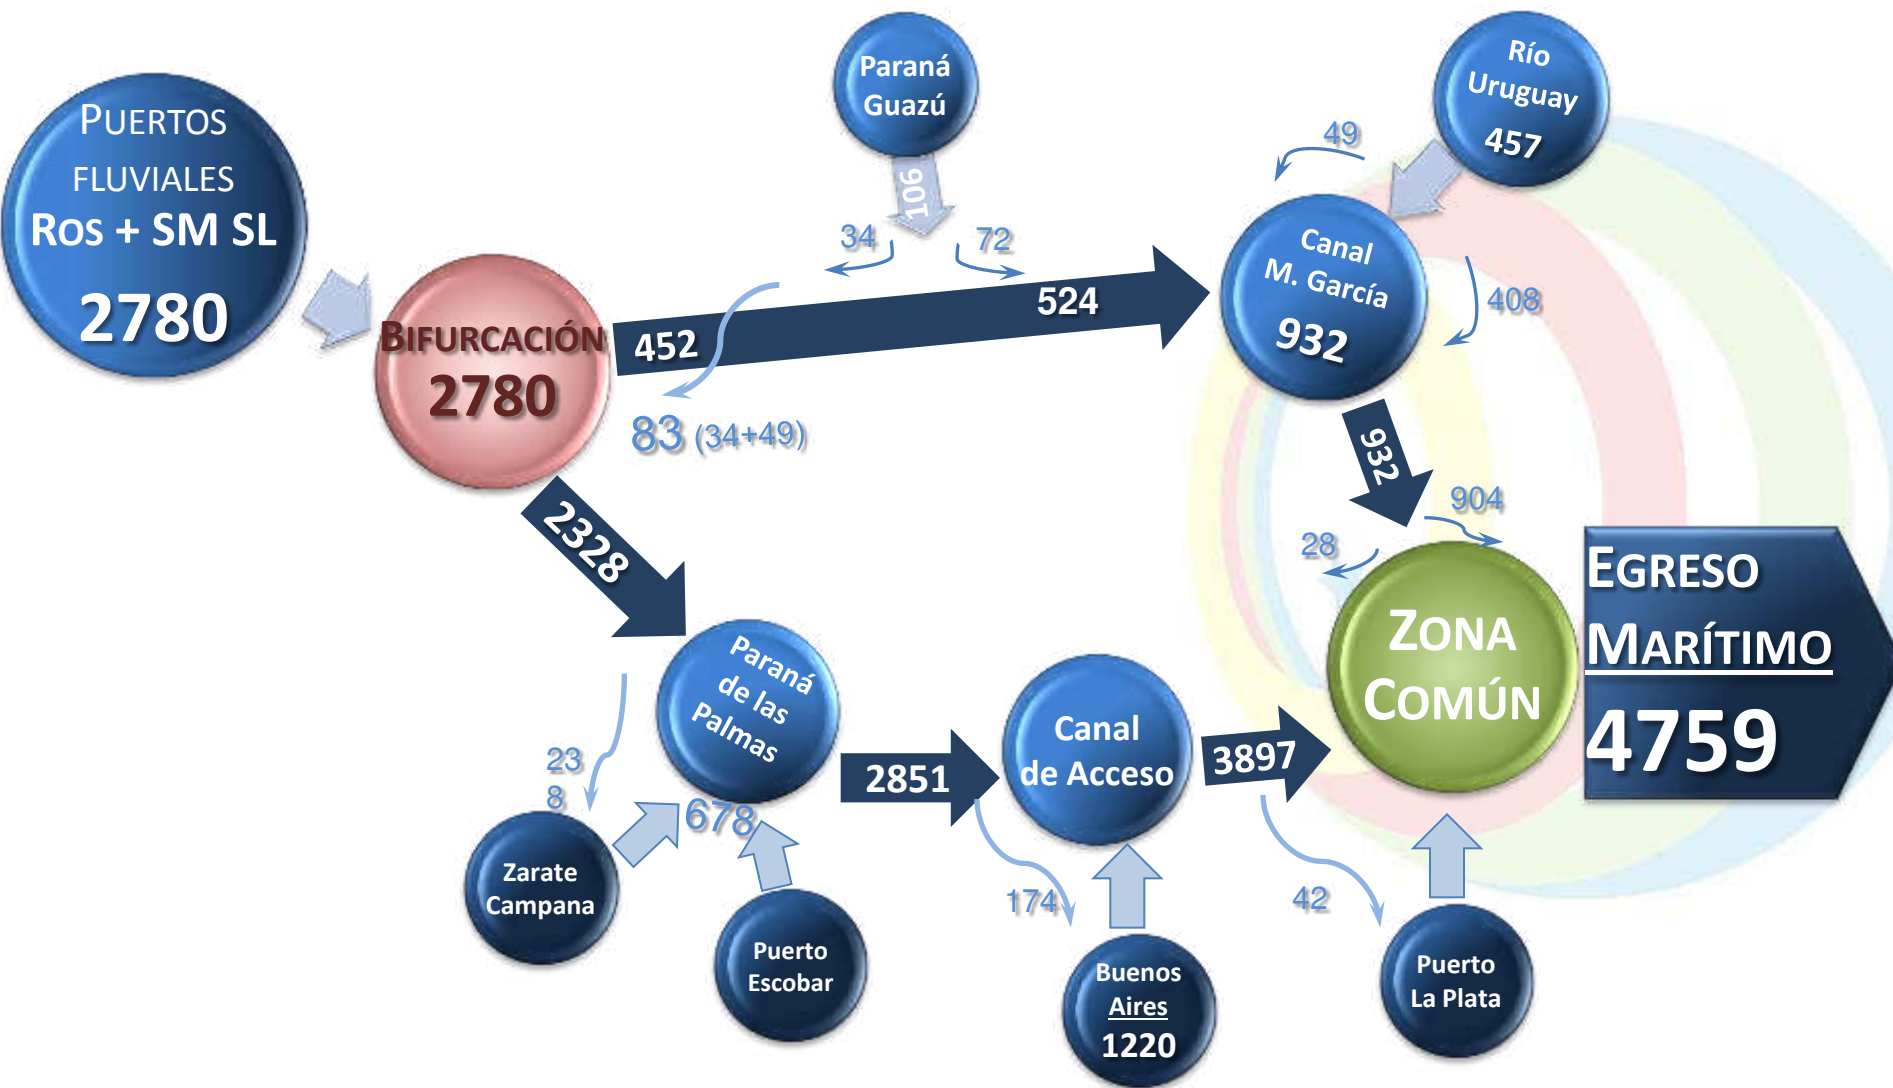 PUERTOS
FLUVIALES
ROS + SM SL
2780
BIFURCACIÓN
2780
Paraná
Guazú
106
34
72
452
524
83 (34+49)
Río
Uruguay
457
49
Canal
M. García
932
408
932
904
28
2328
Paraná
de las
Palmas
23
8
678
Zarate
Campana
Puerto
Escobar
2851
174
Canal
de Acceso
Buenos
Aires
1220
3897
42
Puerto
La Plata
ZONA
COMÚN
EGRESO
MARÍTIMO
4759